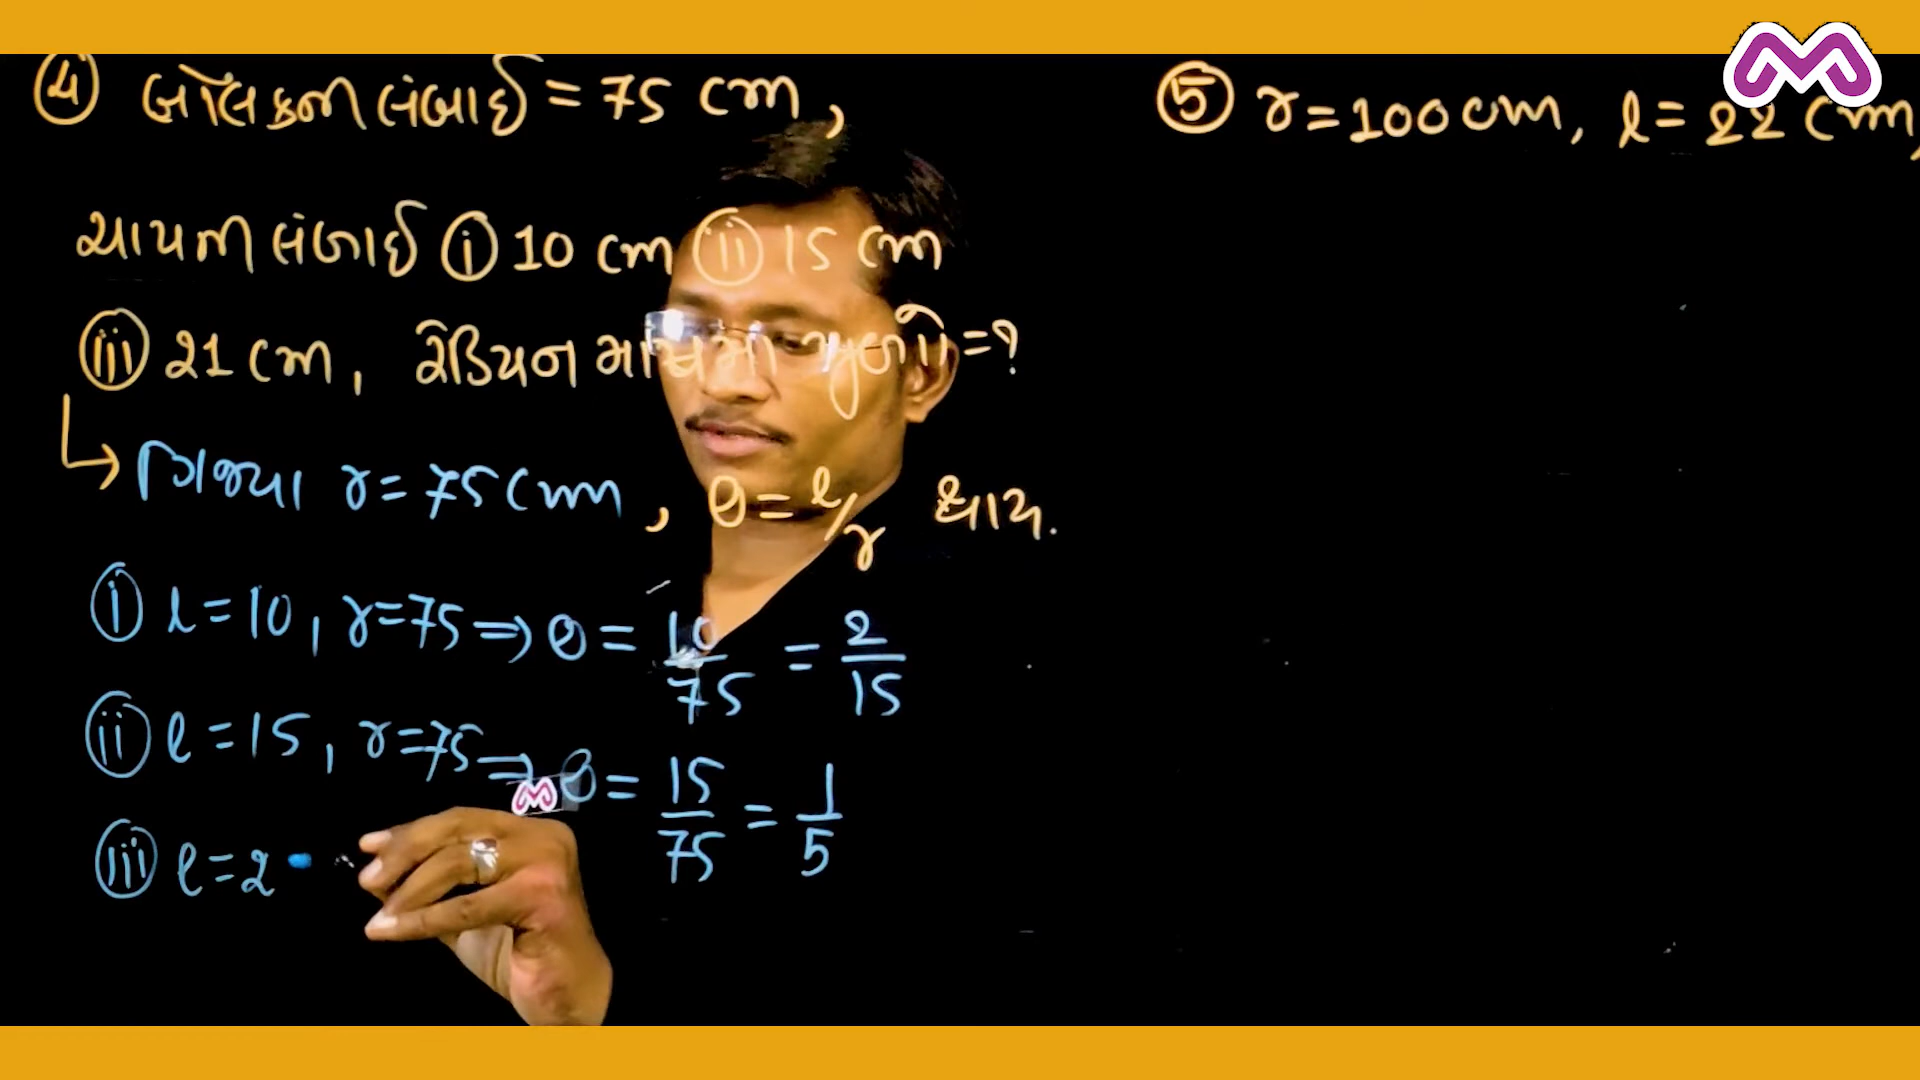 ④ લોલકની લંબાઈ = 75 cm,
ચાપની લંબાઈ ⓘ 10 cm ⓘⓘ 15 cm
ⓘⓘⓘ 21 cm, રેડિયન માપમાં ખૂણો = ?
↳ ત્રિજ્યા r = 75 cm, θ = l/r થાય.
ⓘ l = 10, r = 75 ⇒ θ = 10/75 = 2/15
ⓘⓘ l = 15, r = 75 ⇒ θ = 15/75 = 1/5
ⓘⓘⓘ l = 2
⑤ r = 100 cm, l = 22 cm,